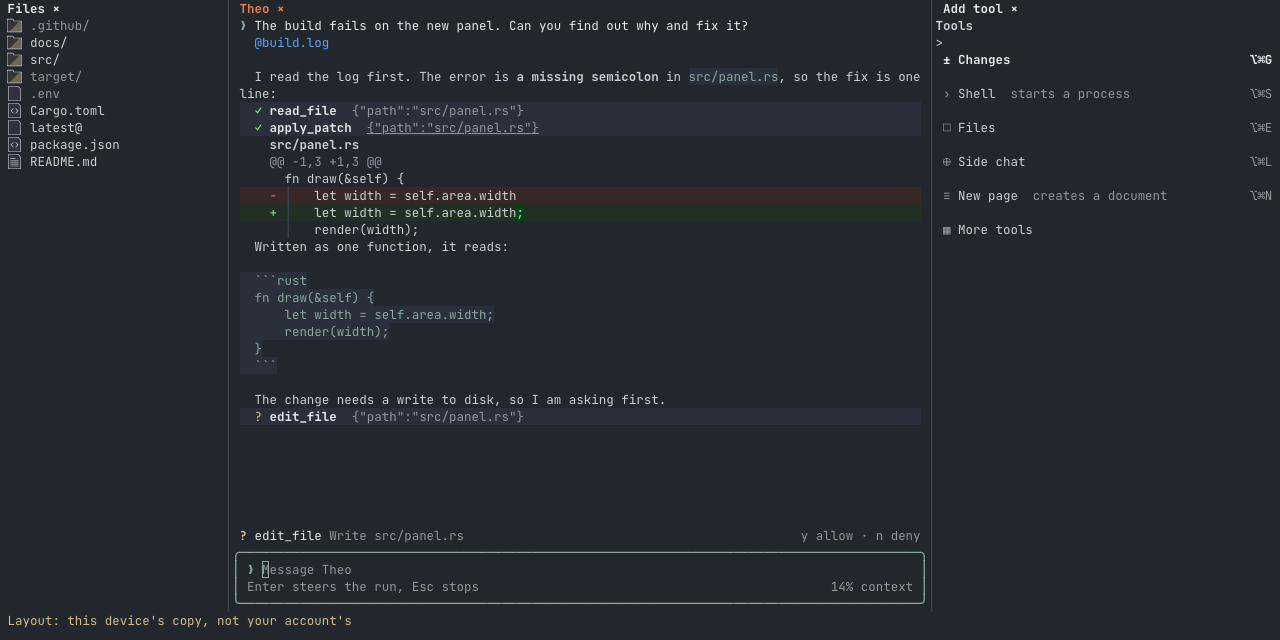 Files ×
.github/
docs/
src/
target/
.env
Cargo.toml
latest@
package.json
README.md
Theo ×
❯ The build fails on the new panel. Can you find out why and fix it?
@build.log
I read the log first. The error is a missing semicolon in src/panel.rs, so the fix is one
line:
✓ read_file {"path":"src/panel.rs"}
✓ apply_patch {"path":"src/panel.rs"}
src/panel.rs
@@ -1,3 +1,3 @@
fn draw(&self) {
- let width = self.area.width
+ let width = self.area.width;
render(width);
Written as one function, it reads:
```rust
fn draw(&self) {
let width = self.area.width;
render(width);
}
```
The change needs a write to disk, so I am asking first.
? edit_file {"path":"src/panel.rs"}
? edit_file Write src/panel.rs y allow · n deny
❯ Message Theo
Enter steers the run, Esc stops 14% context
Add tool ×
Tools
>
± Changes ⌥⌘G
› Shell starts a process ⌥⌘S
□ Files ⌥⌘E
⊕ Side chat ⌥⌘L
≡ New page creates a document ⌥⌘N
▦ More tools
Layout: this device's copy, not your account's